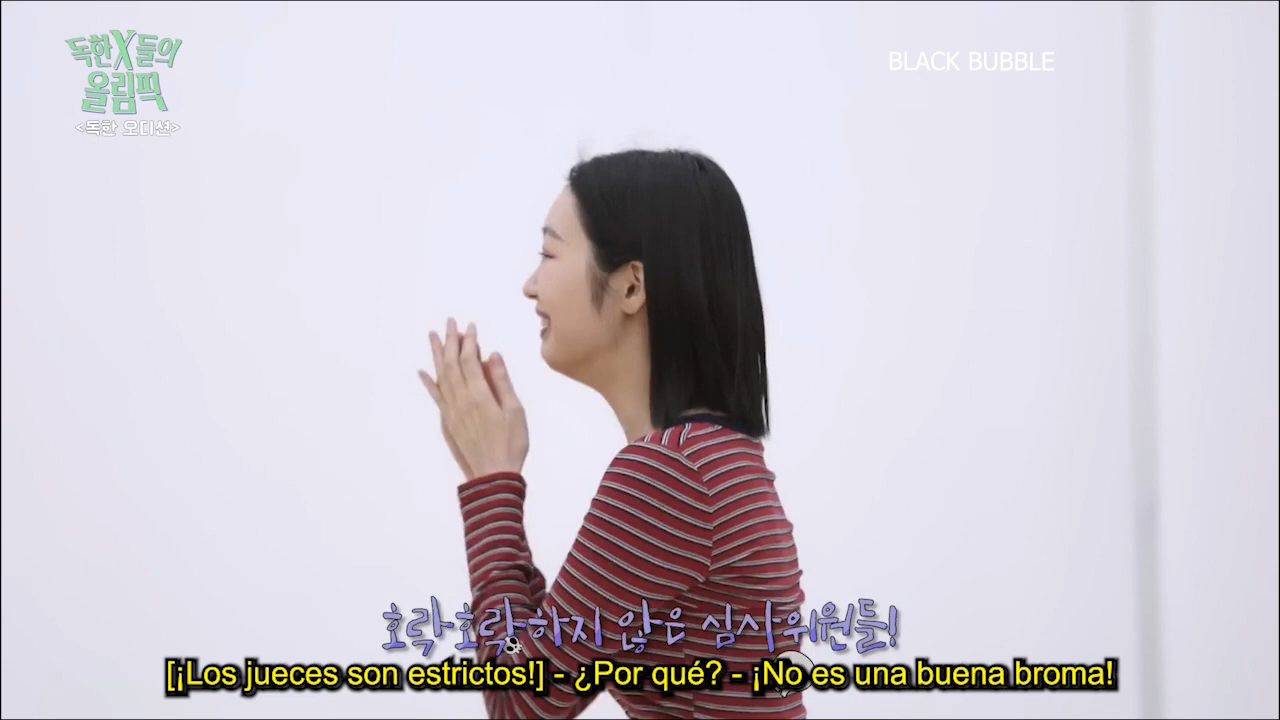 독한X들의
올림픽
<독한 오디션>
BLACK BUBBLE
호락호락하지 않은 심사위원들!
[¡Los jueces son estrictos!] - ¿Por qué? - ¡No es una buena broma!